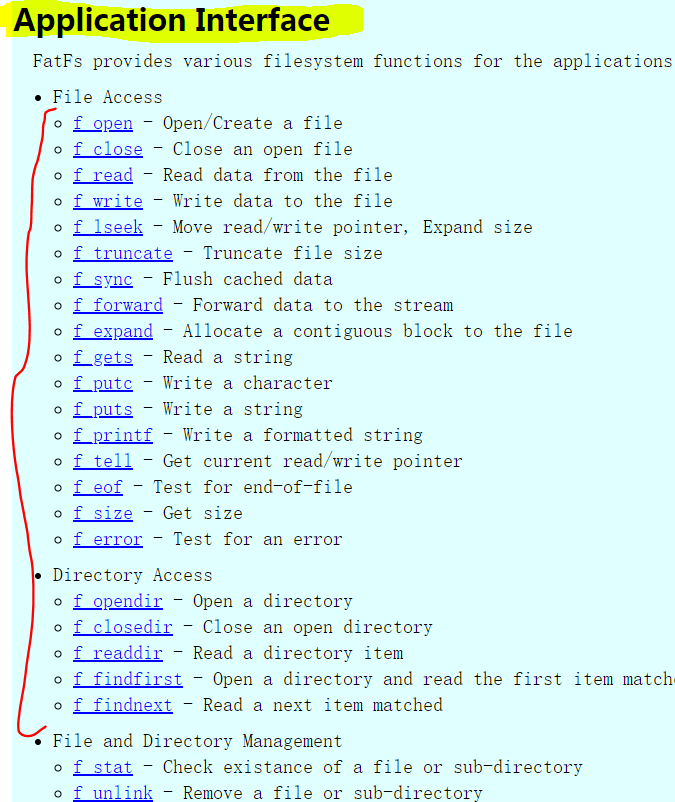 Application Interface
FatFs provides various filesystem functions for the applications
• File Access
◦ f_open - Open/Create a file
◦ f_close - Close an open file
◦ f_read - Read data from the file
◦ f_write - Write data to the file
◦ f_lseek - Move read/write pointer, Expand size
◦ f_truncate - Truncate file size
◦ f_sync - Flush cached data
◦ f_forward - Forward data to the stream
◦ f_expand - Allocate a contiguous block to the file
◦ f_gets - Read a string
◦ f_putc - Write a character
◦ f_puts - Write a string
◦ f_printf - Write a formatted string
◦ f_tell - Get current read/write pointer
◦ f_eof - Test for end-of-file
◦ f_size - Get size
◦ f_error - Test for an error
• Directory Access
◦ f_opendir - Open a directory
◦ f_closedir - Close an open directory
◦ f_readdir - Read a directory item
◦ f_findfirst - Open a directory and read the first item
◦ f_findnext - Read a next item matched
• File and Directory Management
◦ f_stat - Check existance of a file or sub-directory
◦ f_unlink - Remove a file or sub-directory